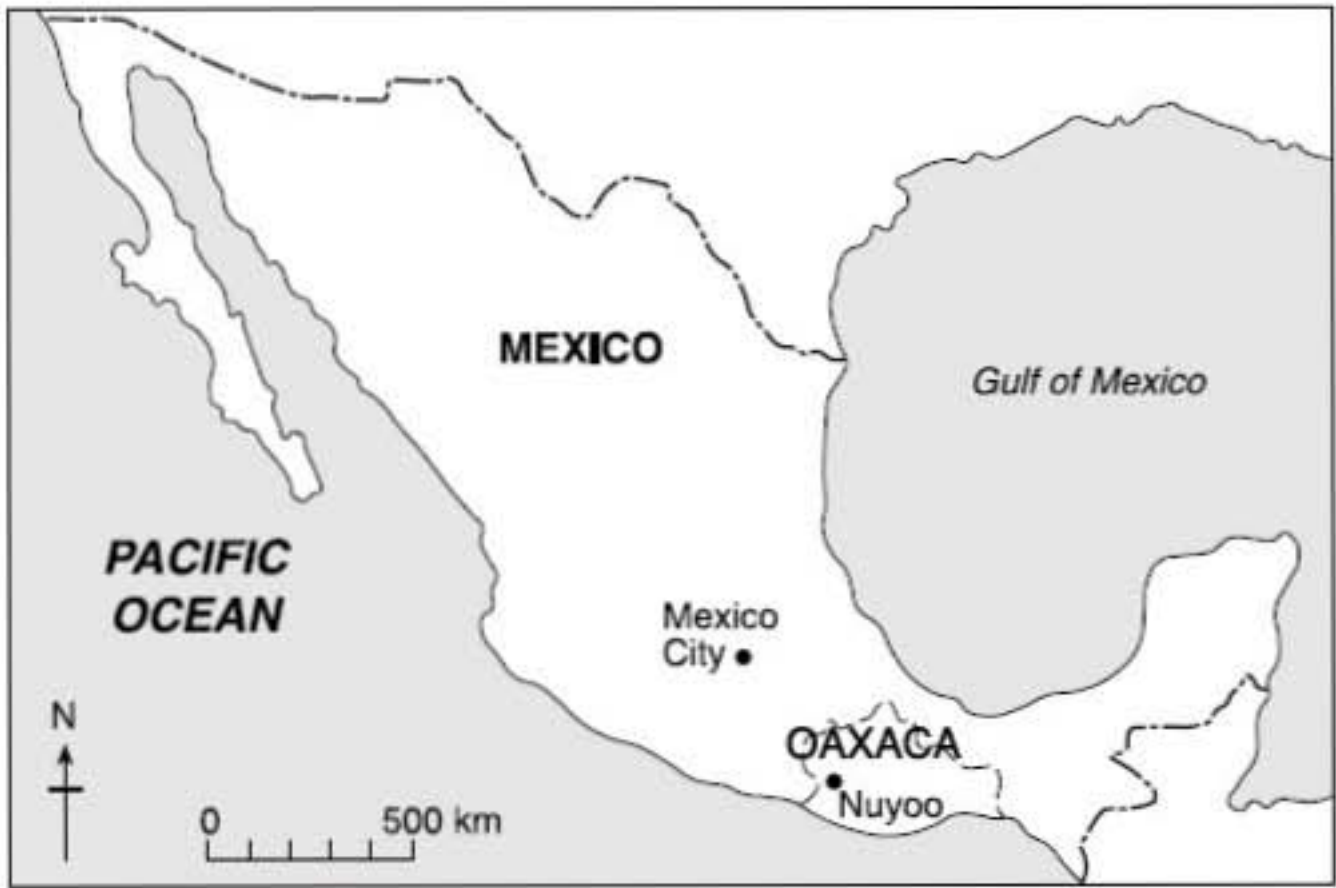 MEXICO
Gulf of Mexico
PACIFIC
OCEAN
Mexico
City
N
OAXACA
Nuyoo
0 500 km